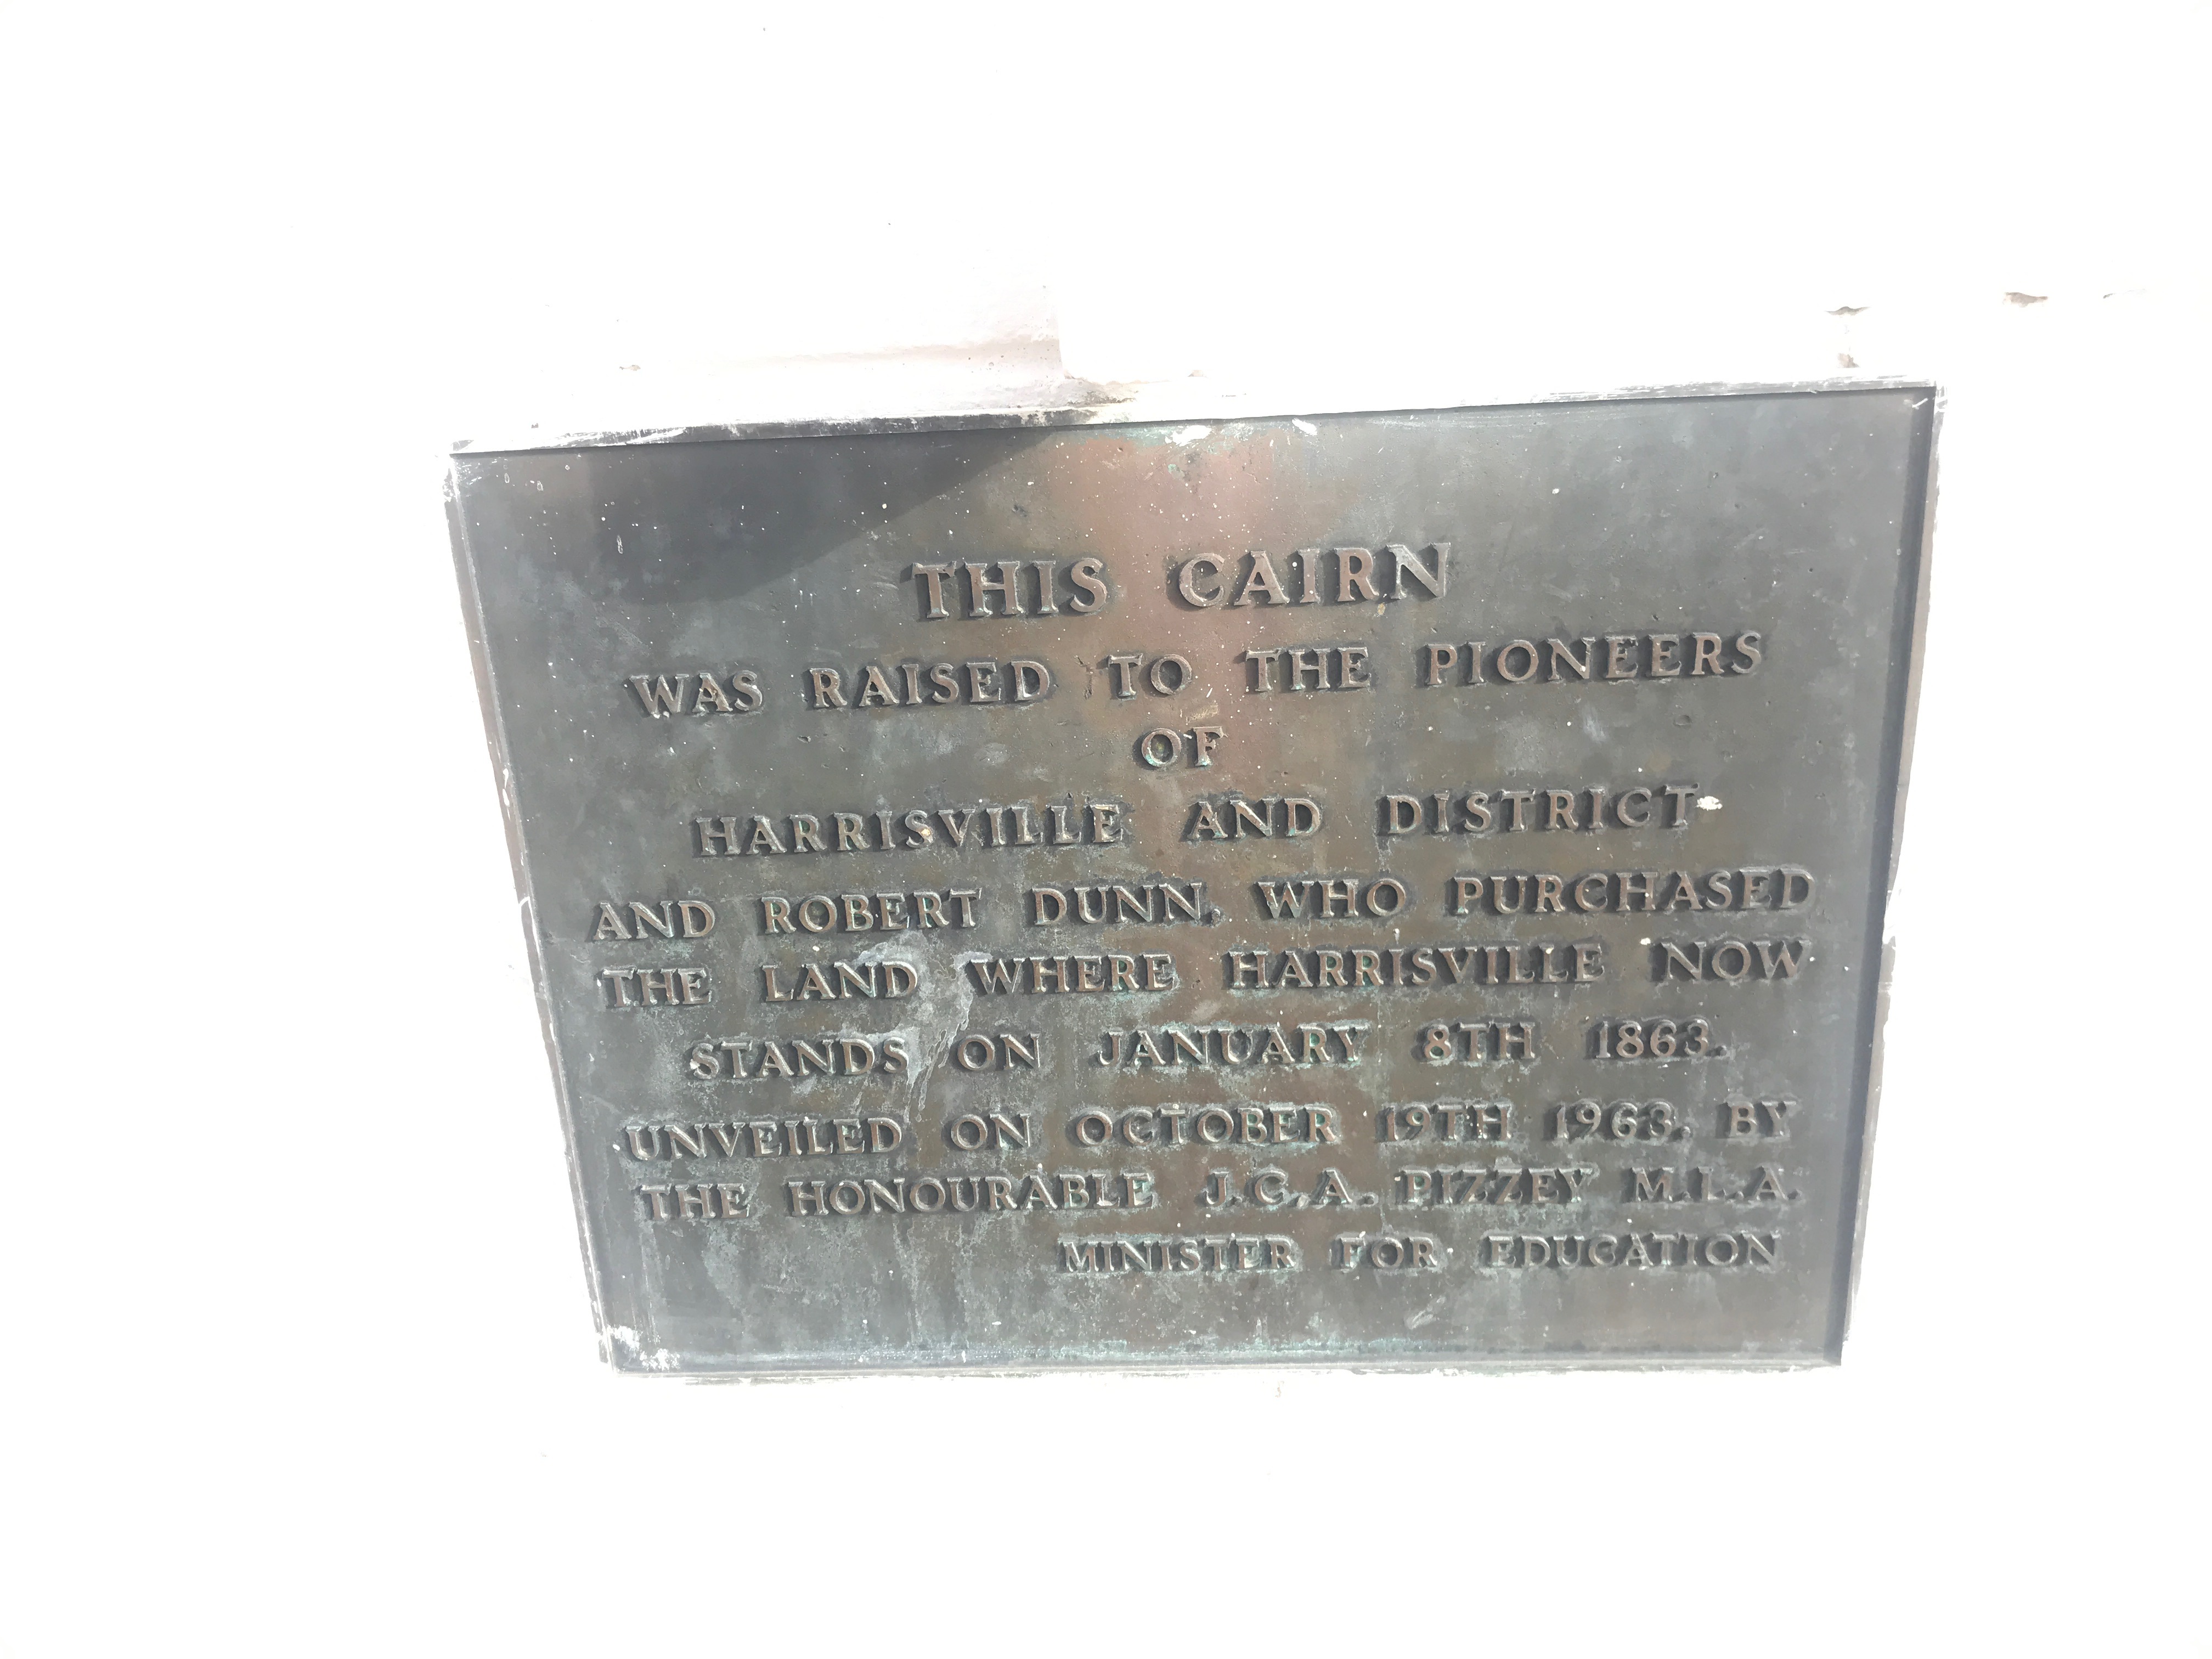 THIS CAIRN
WAS RAISED TO THE PIONEERS
OF
HARRISVILLE AND DISTRICT
AND ROBERT DUNN, WHO PURCHASED
THE LAND WHERE HARRISVILLE NOW
STANDS ON JANUARY 8TH 1863.
UNVEILED ON OCTOBER 19TH 1963. BY
THE HONOURABLE J.C.A. PIZZEY M.L.A.
MINISTER FOR EDUCATION